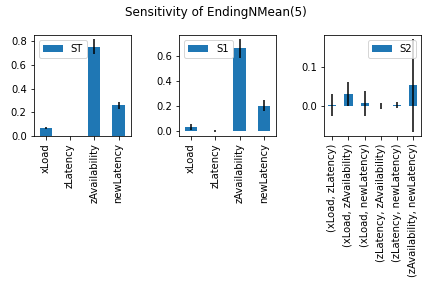 Sensitivity of EndingNMean(5)
ST
0.8
0.6
0.4
0.2
0.0
xLoad
zLatency
zAvailability
newLatency
S1
0.6
0.4
0.2
0.0
xLoad
zLatency
zAvailability
newLatency
S2
0.1
0.0
(xLoad, zLatency)
(xLoad, zAvailability)
(xLoad, newLatency)
(zLatency, zAvailability)
(zLatency, newLatency)
(zAvailability, newLatency)